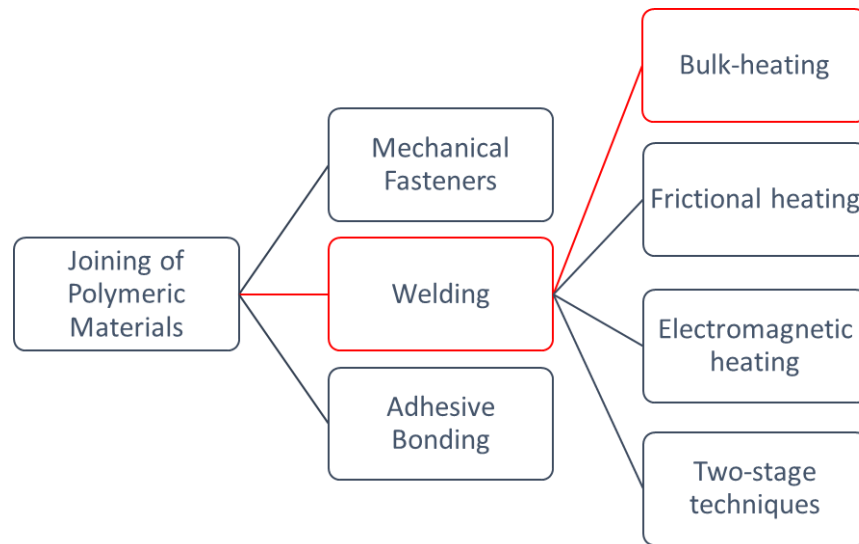 Joining of
Polymeric
Materials
Mechanical
Fasteners
Welding
Adhesive
Bonding
Bulk-heating
Frictional heating
Electromagnetic
heating
Two-stage
techniques